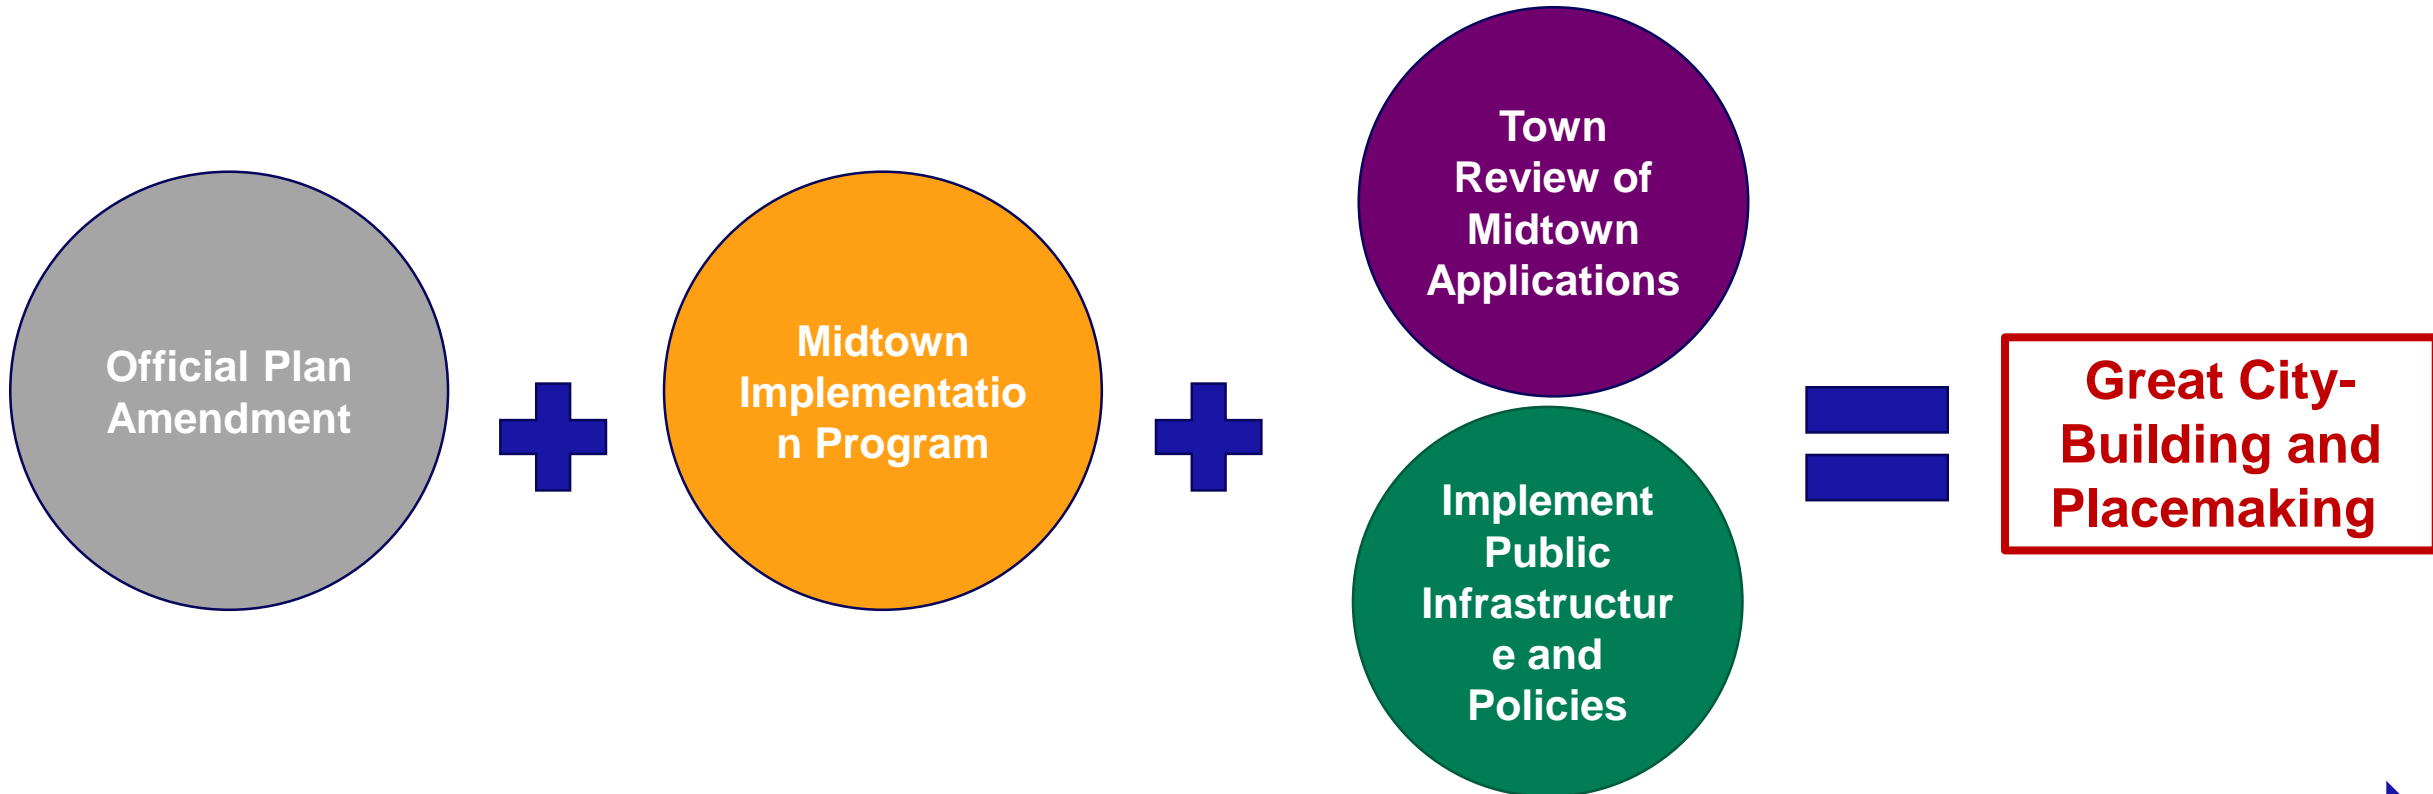 Official Plan
Amendment
Midtown
Implementatio
n Program
Town
Review of
Midtown
Applications
Implement
Public
Infrastructur
e and
Policies
Great City-
Building and
Placemaking